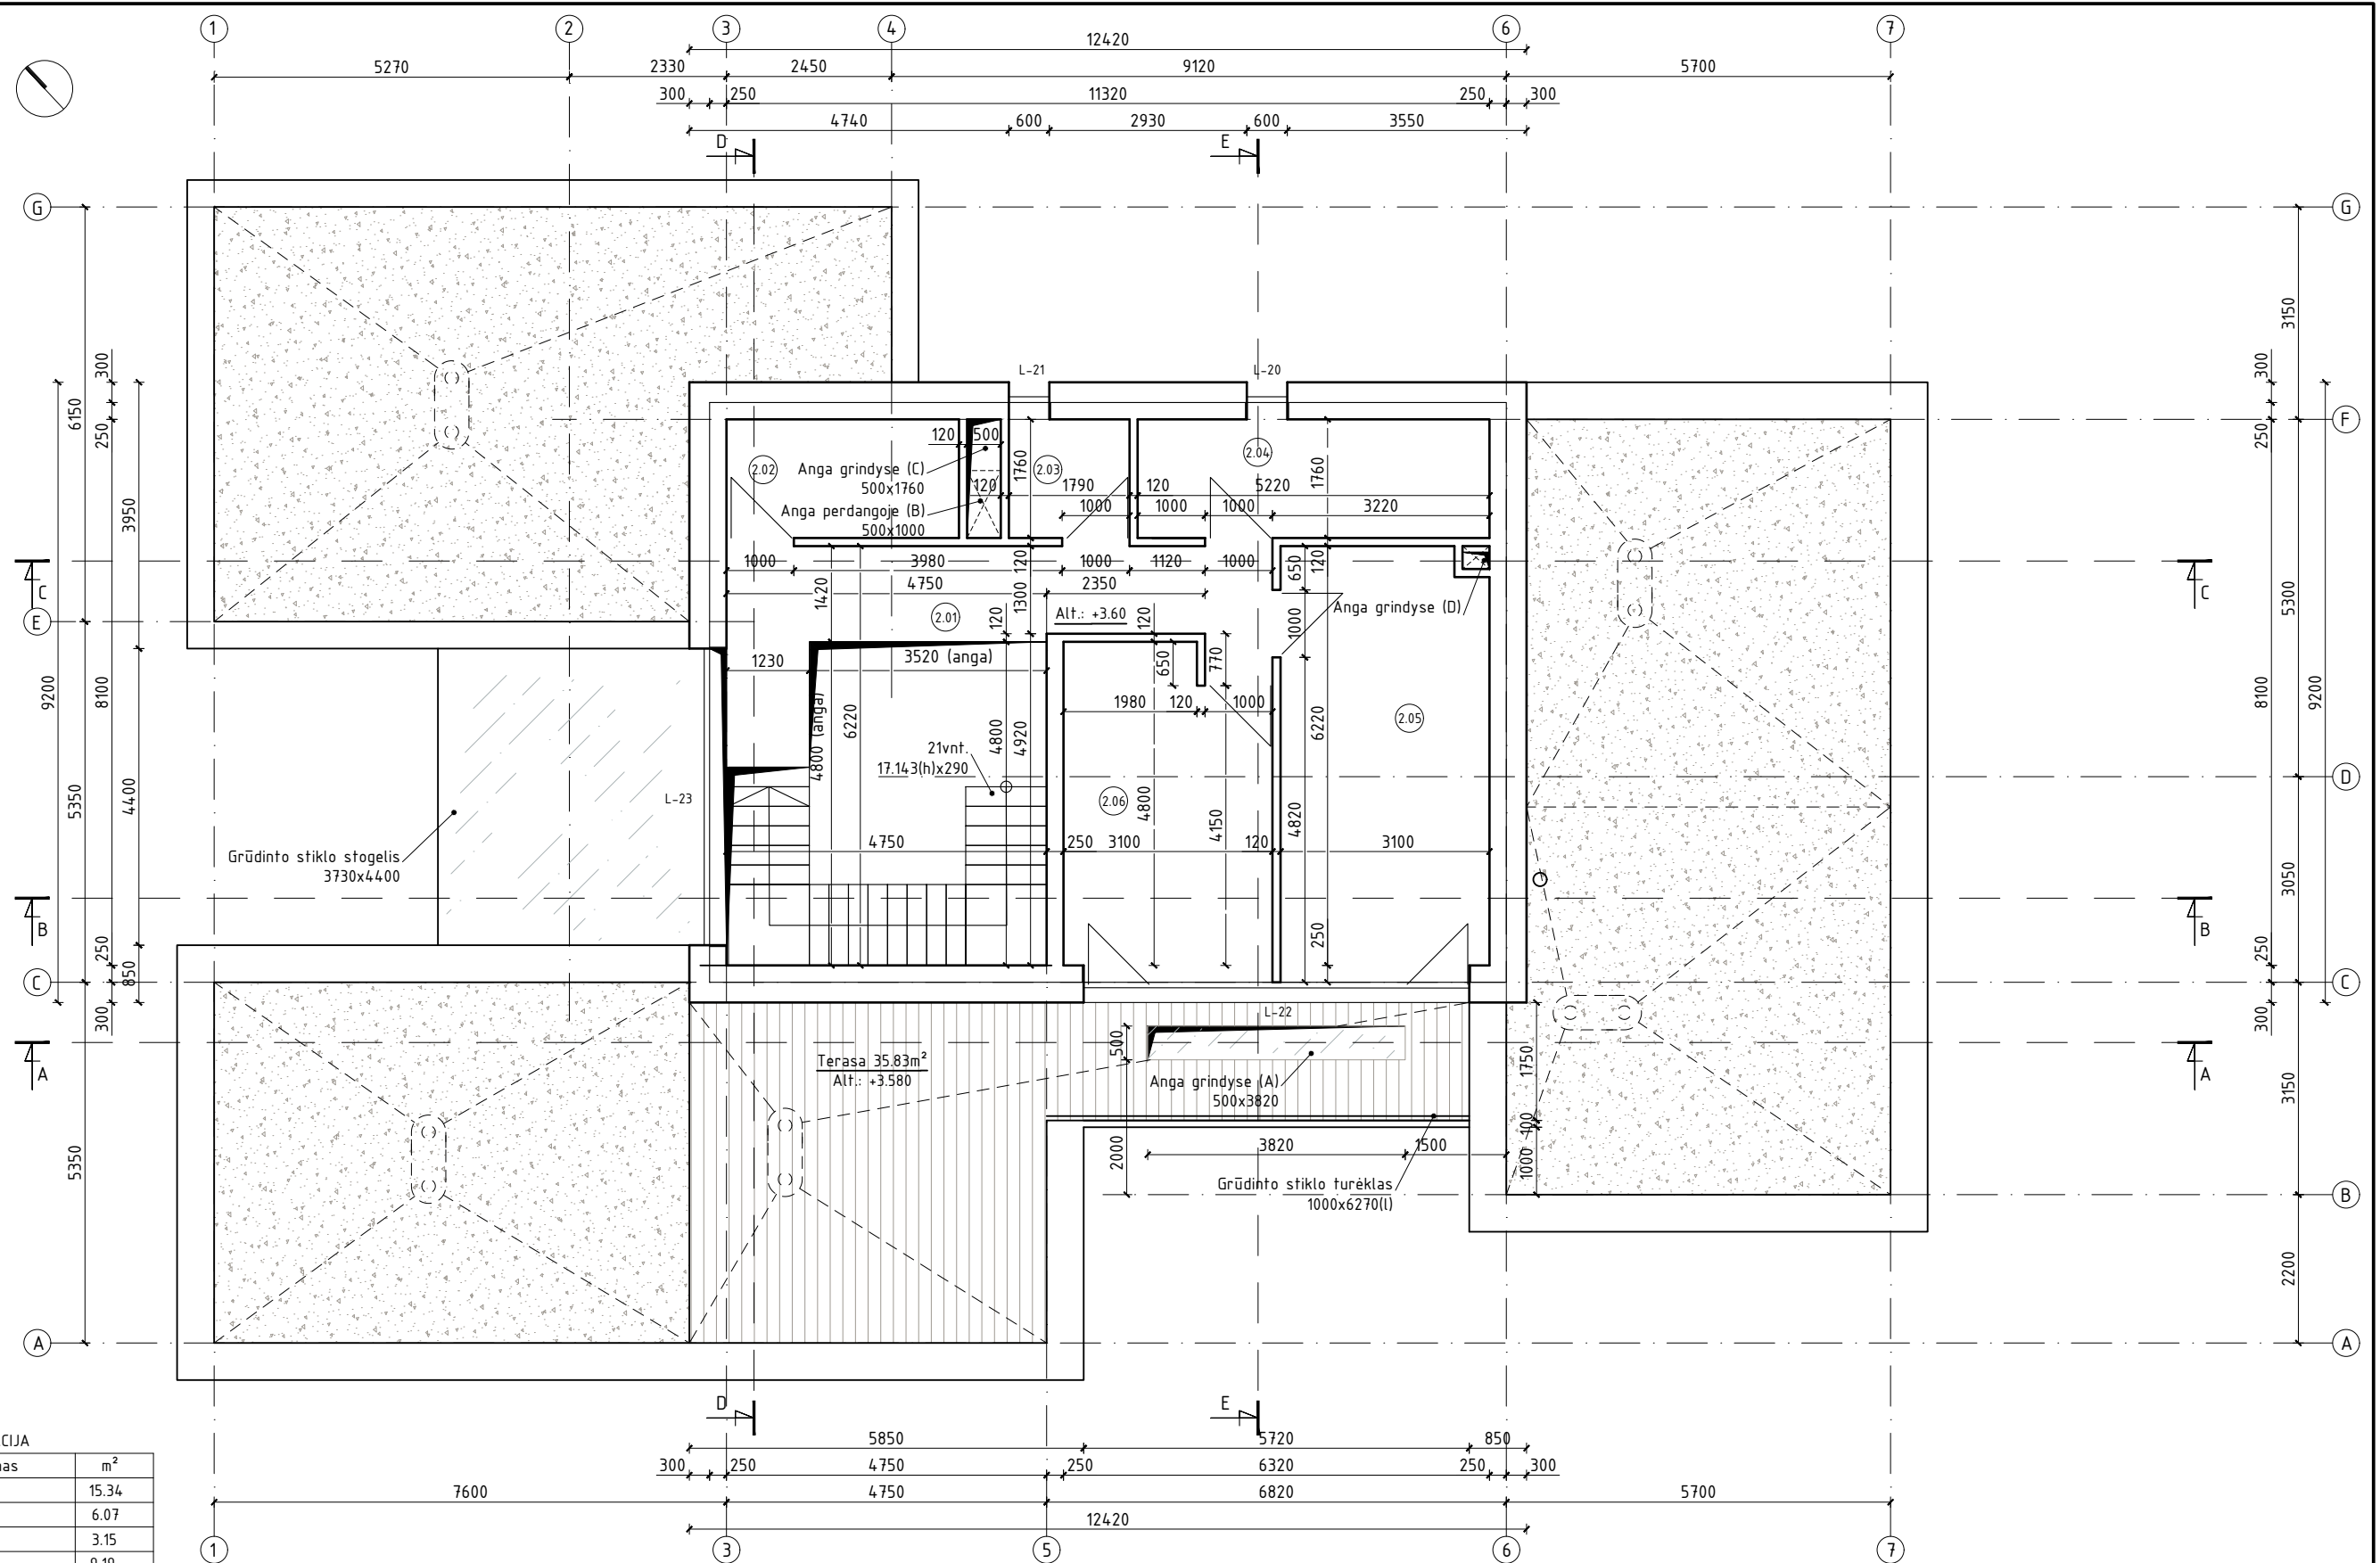 1 2 3 4 6 7
12420
5270 2330 2450 9120 5700
300 250 11320 250 300
4740 600 2930 600 3550
D E
G G
3150
300 300
6150
250 250
3950
L-21 L-20
F
120 500
2.02 2.03 2.04
Anga grindyse (C)
500x1760
1760 1760
120 1790 120 5220
Anga perdangoje (B)
500x1000
1000 1000 1000 3220
C C
1000 3980 120 1000 1120 1000 650 120
4750 2350
1420 1300
Anga grindyse (D)
5300
E
2.01 120 Alt.: +3.60 120 1000
1230 3520 (anga) 650 770
9200 8100 8100 9200
4800 (anga) 6220 4800 4920
1980 120 1000
6220
2.05
21vnt.
17.143(h)x290
D
L-23
5350 4400
2.06 4800 4150 4820
4750 250 3100 120 3100
Grūdinto stiklo stogelis
3730x4400
3050
B B
250 850 250 250
C C
300 300
L-22
A A
500 1750
Terasa 35.83m²
Alt.: +3.580
Anga grindyse (A)
500x3820
3150
5350
2000 3820 1500 100 1000
Grūdinto stiklo turėklas
1000x6270(l)
B
2200
A A
D E
5850 5720 850
300 250 4750 250 6320 250 300
7600 4750 6820 5700
12420
1 3 5 6 7
CIJA
nas m²
15.34
6.07
3.15
9.19